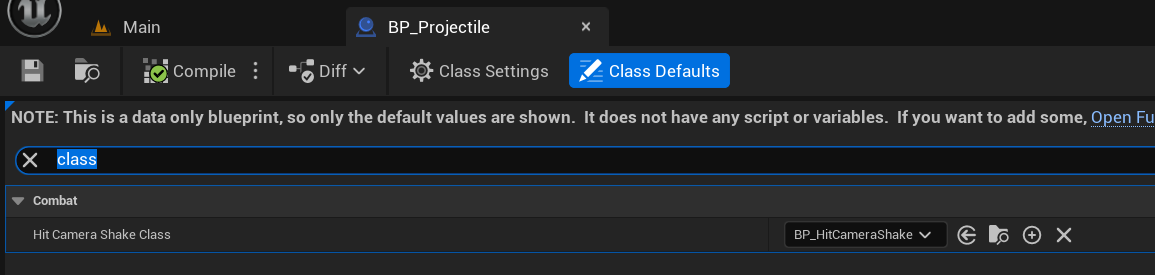 Main
BP_Projectile
Compile
Diff
Class Settings
Class Defaults
NOTE: This is a data only blueprint, so only the default values are shown.  It does not have any script or variables.  If you want to add some, Open Fu
class
Combat
Hit Camera Shake Class
BP_HitCameraShake